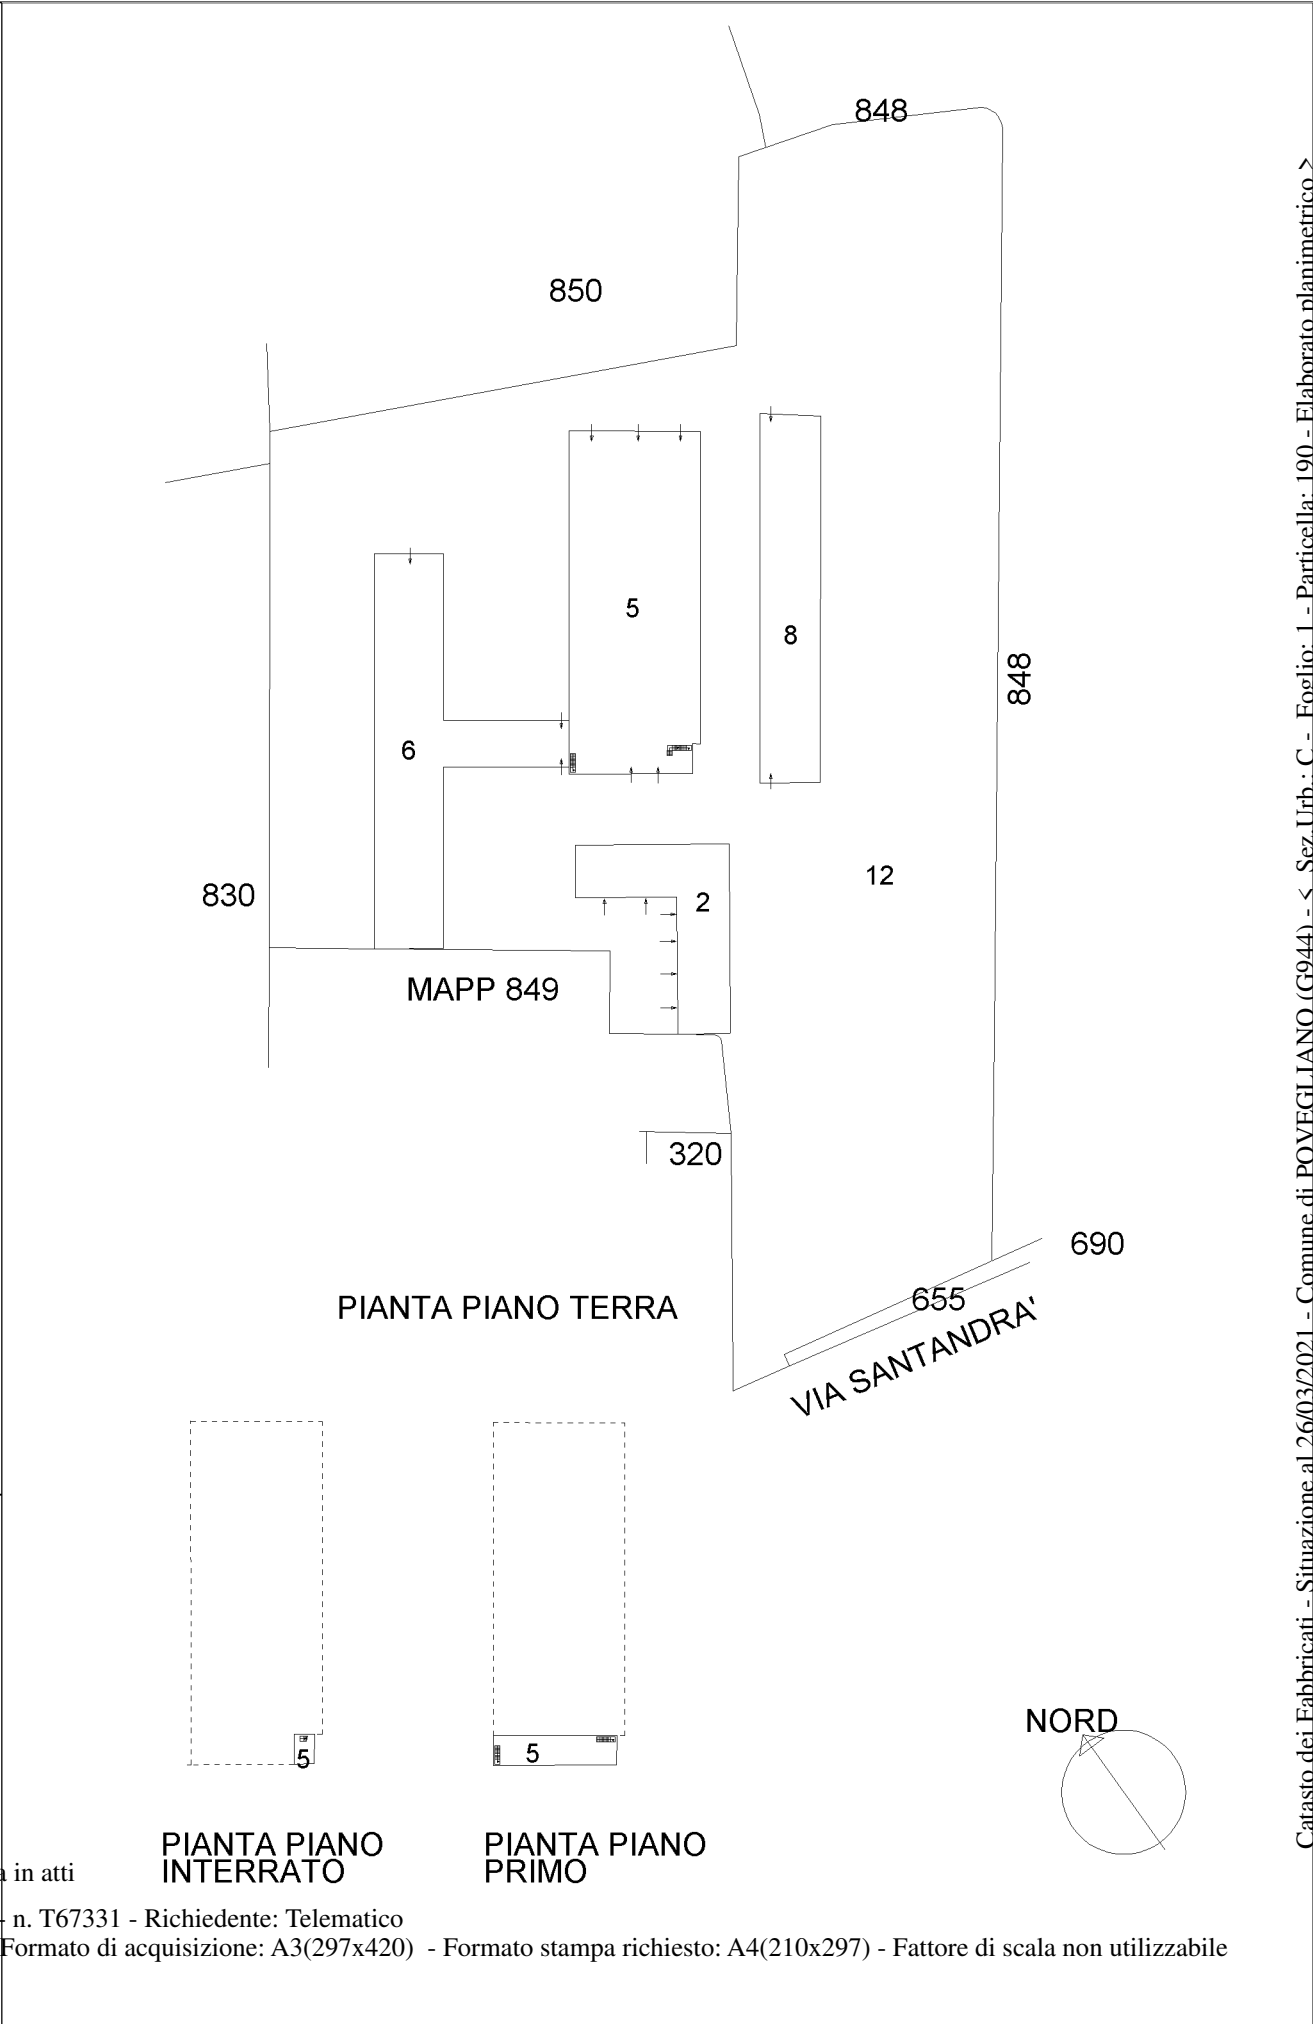 848
850
5
8
848
6
12
830
2
MAPP 849
320
690
655
PIANTA PIANO TERRA
VIA SANTANDRA'
5
5
NORD
PIANTA PIANO
INTERRATO
PIANTA PIANO
PRIMO
a in atti
- n. T67331 - Richiedente: Telematico
Formato di acquisizione: A3(297x420) - Formato stampa richiesto: A4(210x297) - Fattore di scala non utilizzabile
Catasto dei Fabbricati - Situazione al 26/03/2021 - Comune di POVEGLIANO (G944) - < Sez.Urb.: C - Foglio: 1 - Particella: 190 - Elaborato planimetrico >